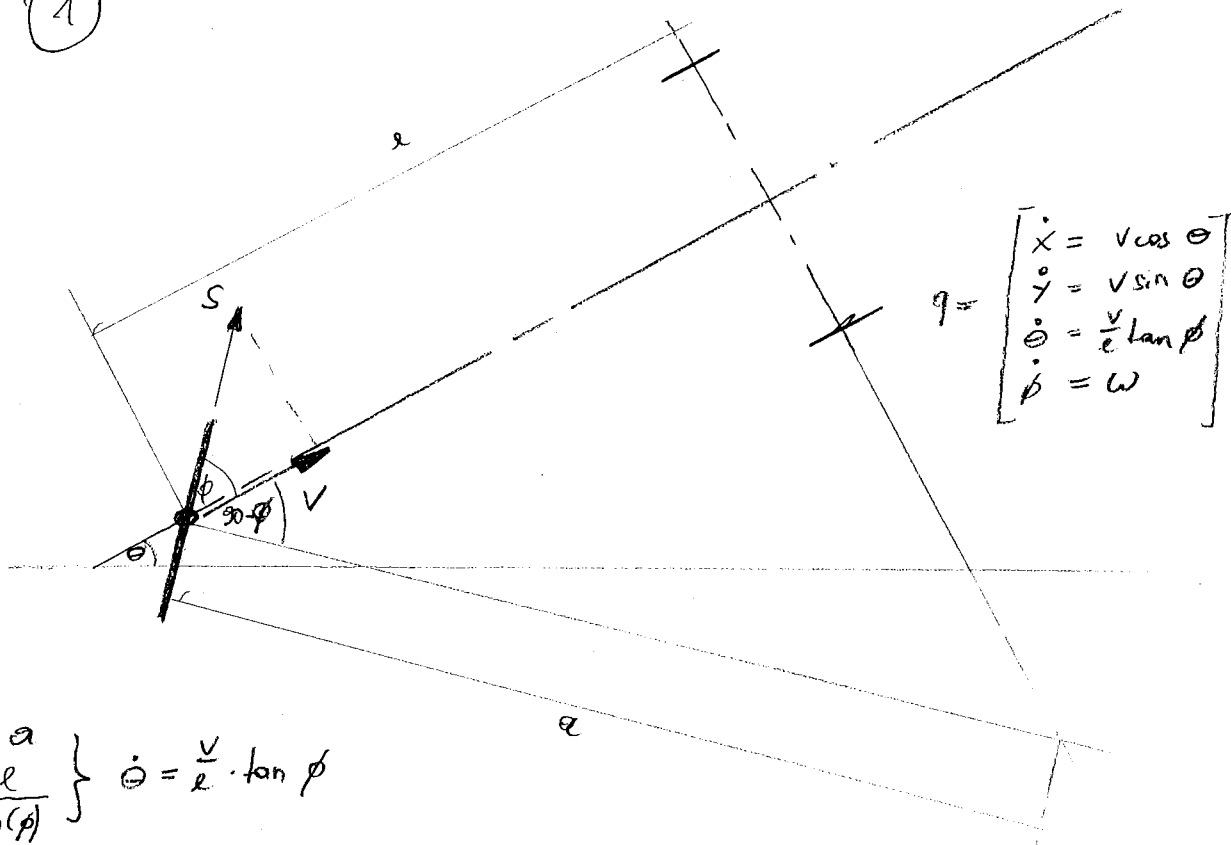 1
l
S
q =
ẋ = v cos θ
ẏ = v sin θ
θ̇ = v/l tan ϕ
ϕ̇ = ω
ϕ
V
90-ϕ
θ
a
a
l
(ϕ)
} θ̇ = v/l · tan ϕ